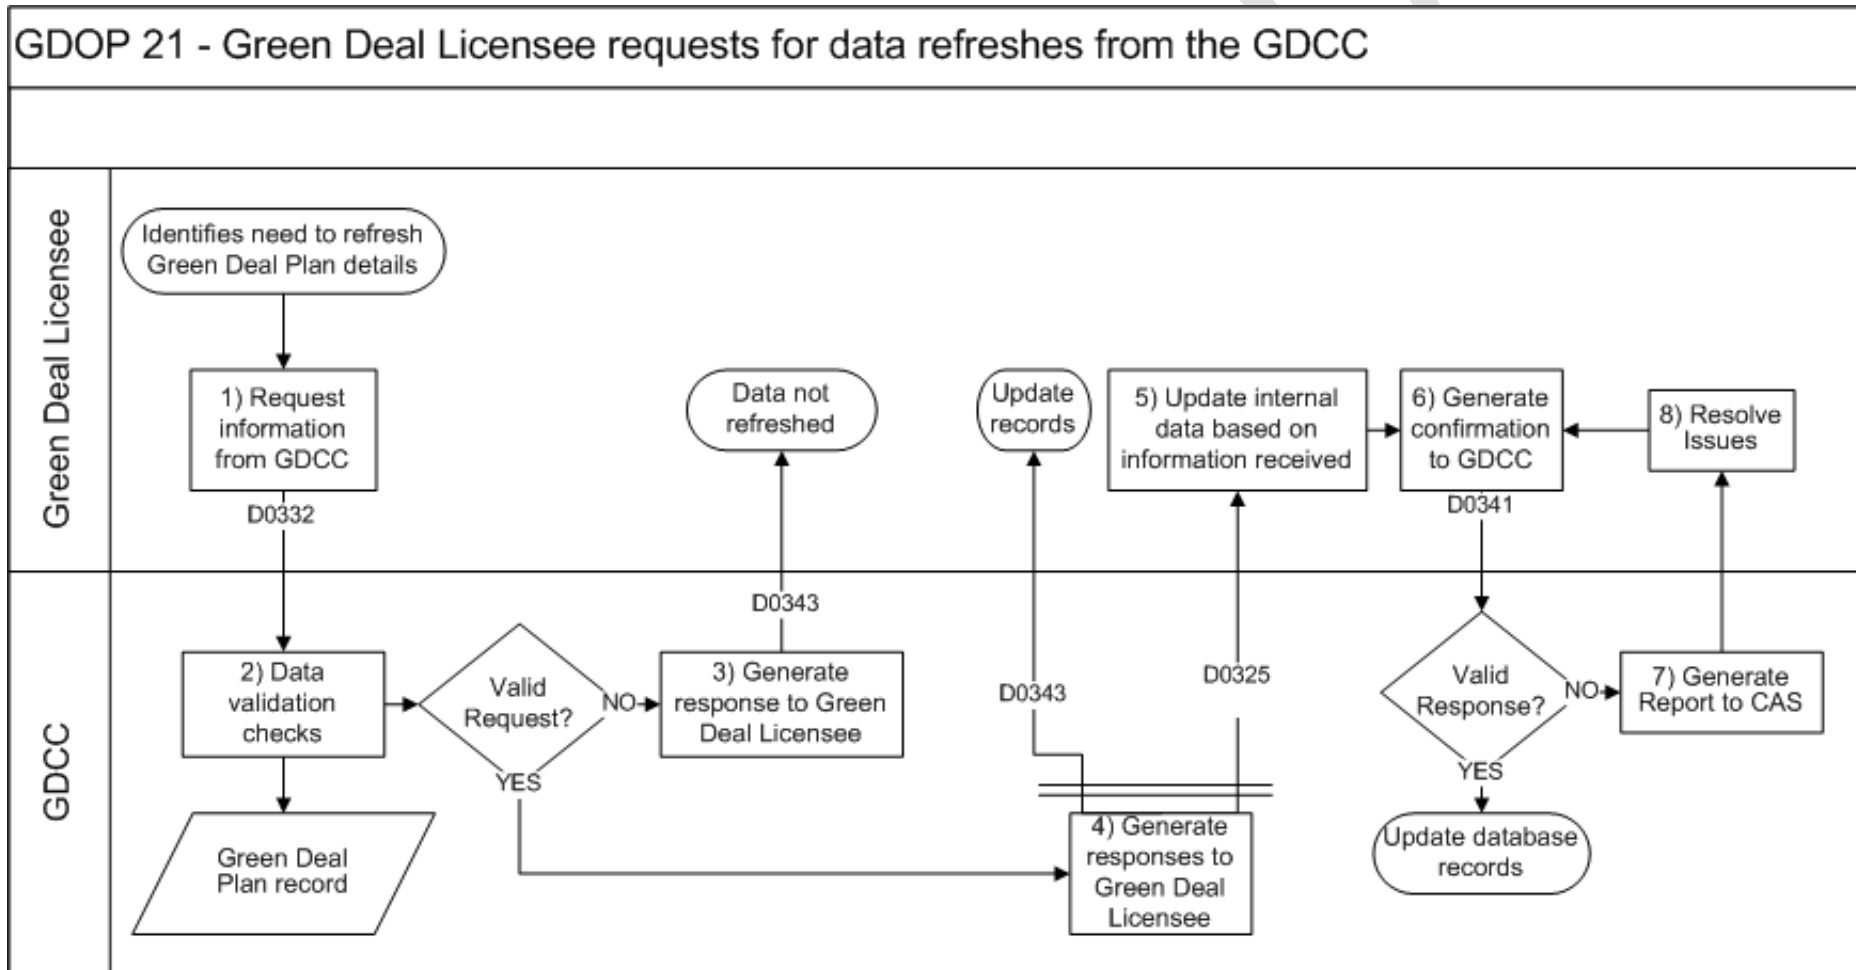 GDOP 21 - Green Deal Licensee requests for data refreshes from the GDCC
Green Deal Licensee
Identifies need to refresh
Green Deal Plan details
1) Request
information
from GDCC
D0332
Data not
refreshed
Update
records
5) Update internal
data based on
information received
6) Generate
confirmation
to GDCC
D0341
8) Resolve
Issues
GDCC
2) Data
validation
checks
Green Deal
Plan record
Valid
Request?
NO
YES
3) Generate
response to Green
Deal Licensee
D0343
D0343
D0325
4) Generate
responses to
Green Deal
Licensee
Valid
Response?
NO
YES
7) Generate
Report to CAS
Update database
records